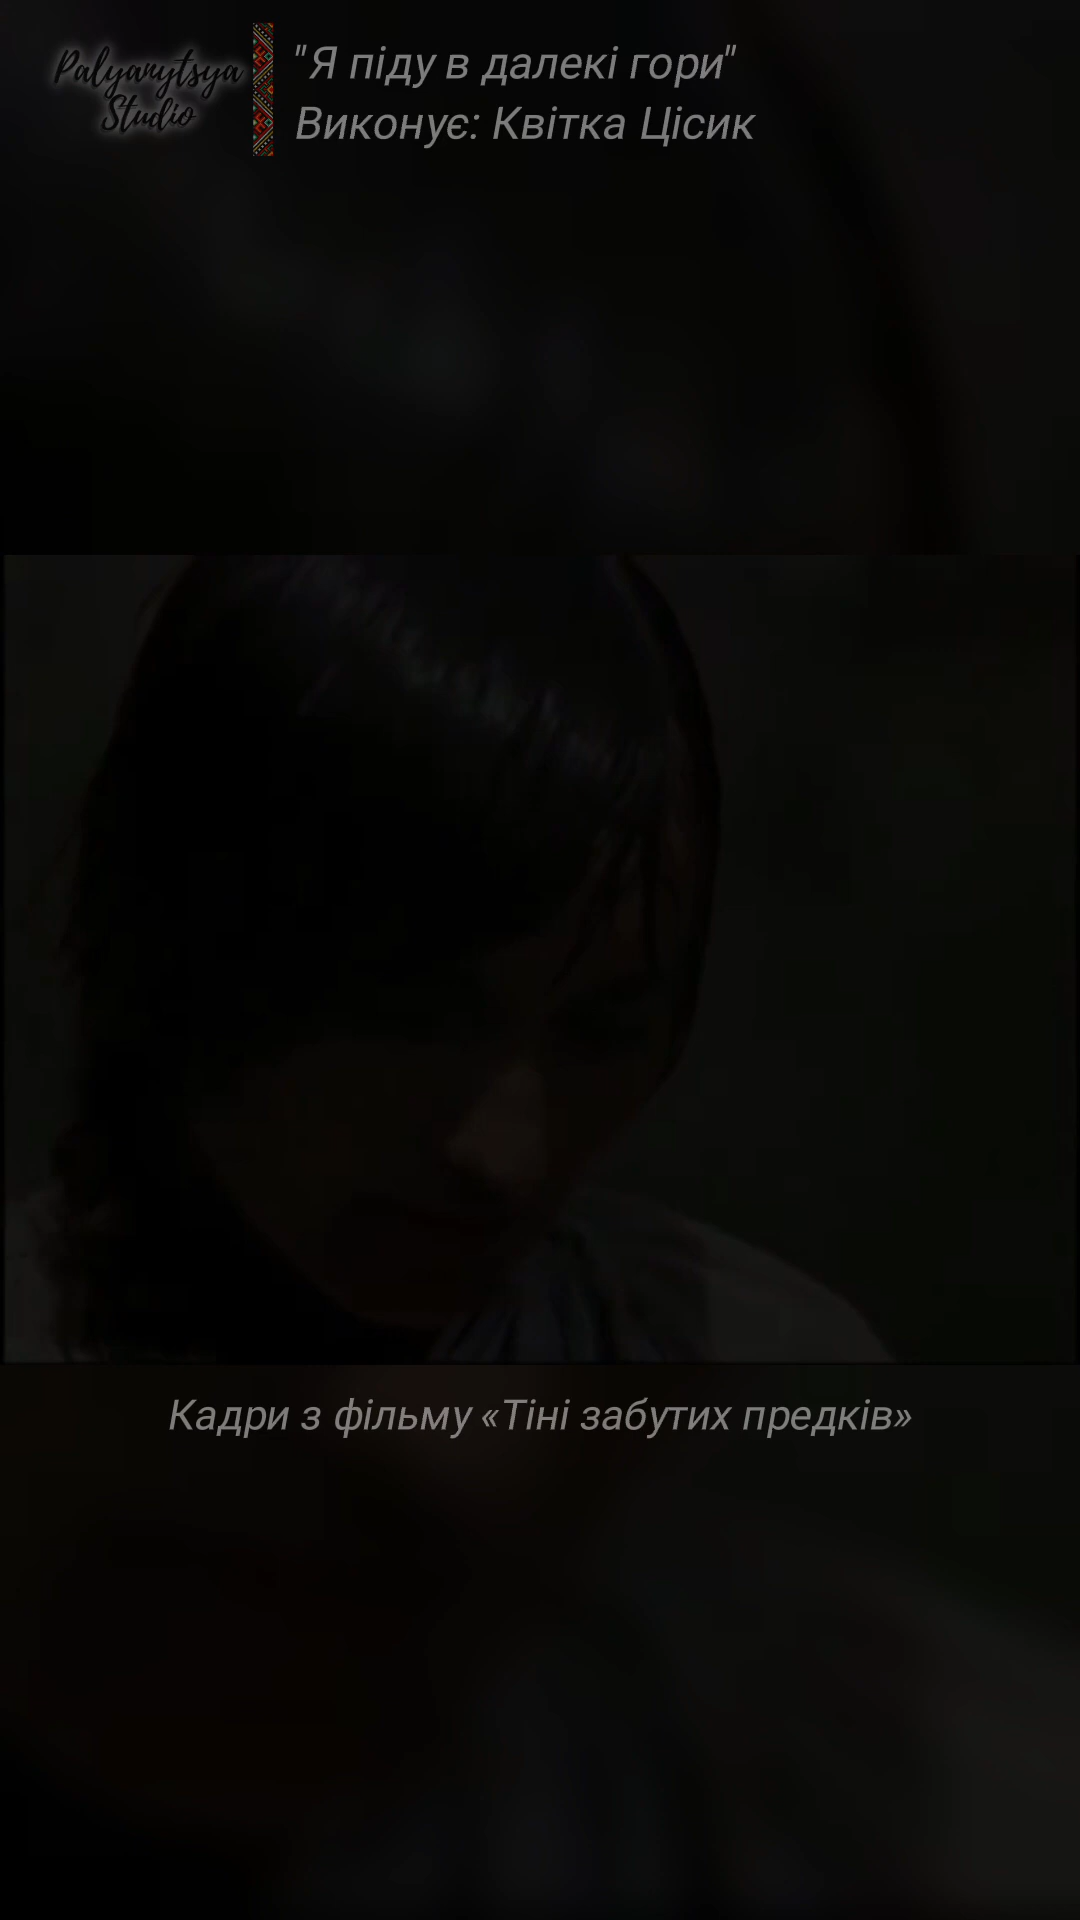 Palyanytsya
Studio
"Я піду в далекі гори"
Виконує: Квітка Цісик
Кадри з фільму «Тіні забутих предків»